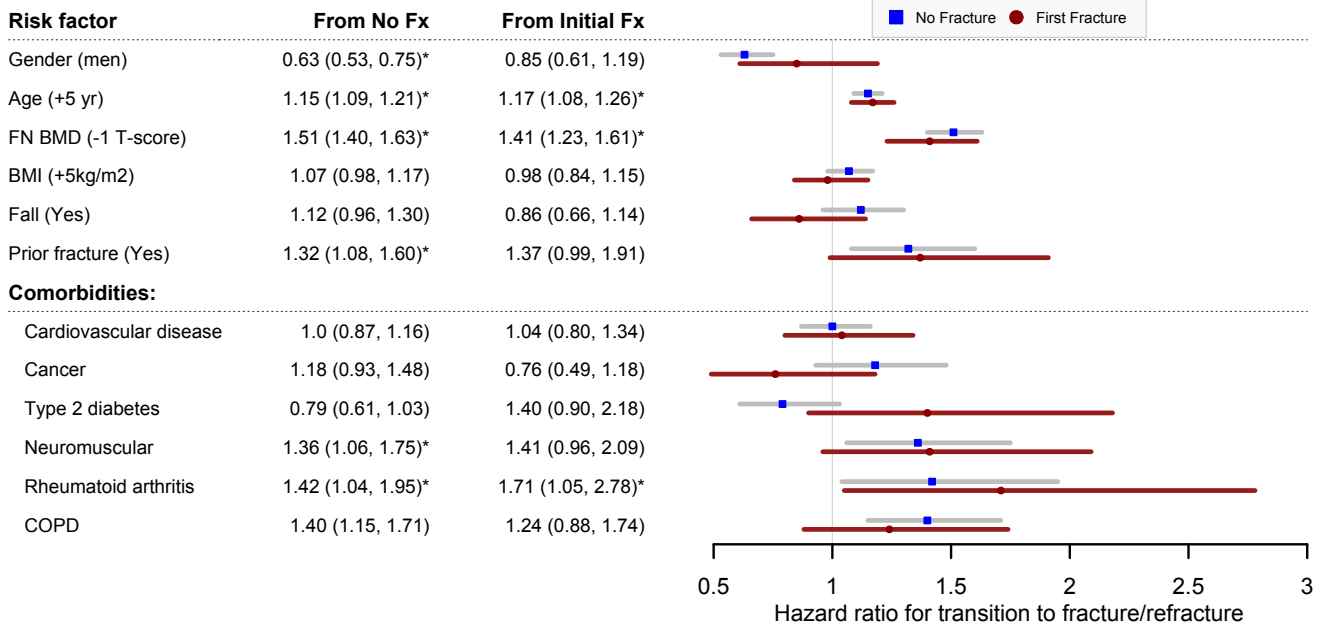 Risk factor From No Fx From Initial Fx No Fracture First Fracture
Gender (men) 0.63 (0.53, 0.75)* 0.85 (0.61, 1.19)
Age (+5 yr) 1.15 (1.09, 1.21)* 1.17 (1.08, 1.26)*
FN BMD (-1 T-score) 1.51 (1.40, 1.63)* 1.41 (1.23, 1.61)*
BMI (+5kg/m2) 1.07 (0.98, 1.17) 0.98 (0.84, 1.15)
Fall (Yes) 1.12 (0.96, 1.30) 0.86 (0.66, 1.14)
Prior fracture (Yes) 1.32 (1.08, 1.60)* 1.37 (0.99, 1.91)
Comorbidities:
Cardiovascular disease 1.0 (0.87, 1.16) 1.04 (0.80, 1.34)
Cancer 1.18 (0.93, 1.48) 0.76 (0.49, 1.18)
Type 2 diabetes 0.79 (0.61, 1.03) 1.40 (0.90, 2.18)
Neuromuscular 1.36 (1.06, 1.75)* 1.41 (0.96, 2.09)
Rheumatoid arthritis 1.42 (1.04, 1.95)* 1.71 (1.05, 2.78)*
COPD 1.40 (1.15, 1.71) 1.24 (0.88, 1.74)
0.5 1 1.5 2 2.5 3
Hazard ratio for transition to fracture/refracture